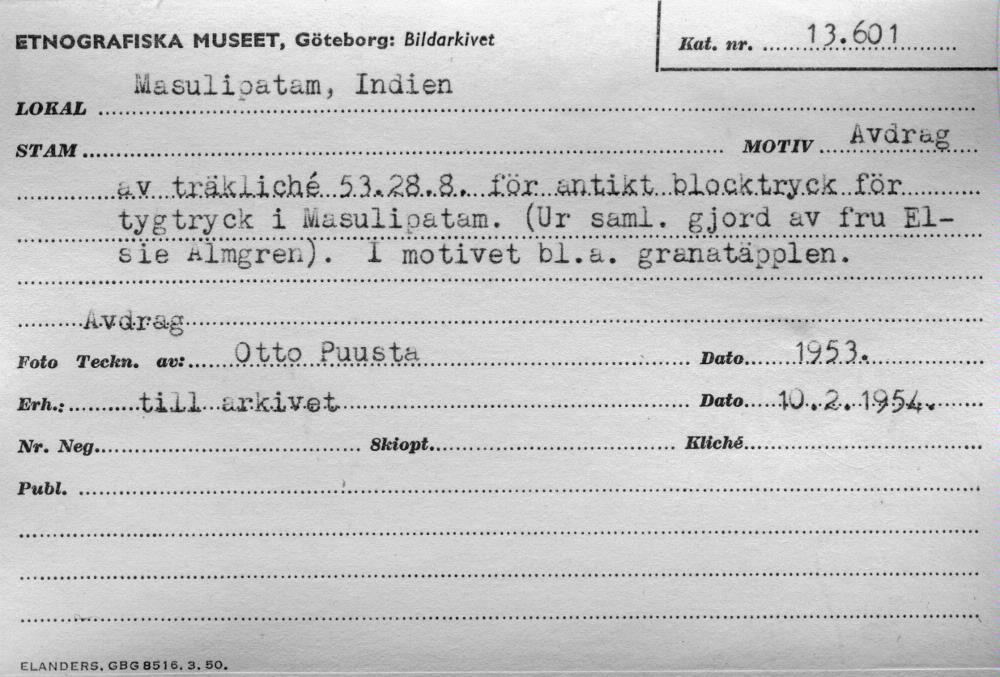 ETNOGRAFISKA MUSEET, Göteborg: Bildarkivet
Kat. nr. 13.601
LOKAL Masulipatam, Indien
STAM MOTIV Avdrag
av träkliché 53.28.8. för antikt blocktryck för
tygtryck i Masulipatam. (Ur saml. gjord av fru El-
sie Almgren). I motivet bl.a. granatäpplen.
Avdrag
Foto Teckn. av: Otto Puusta Dato 1953.
Erh.: till arkivet Dato 10.2.1954.
Nr. Neg. Skiopt. Kliché
Publ.
ELANDERS, GBG 8516. 3. 50.